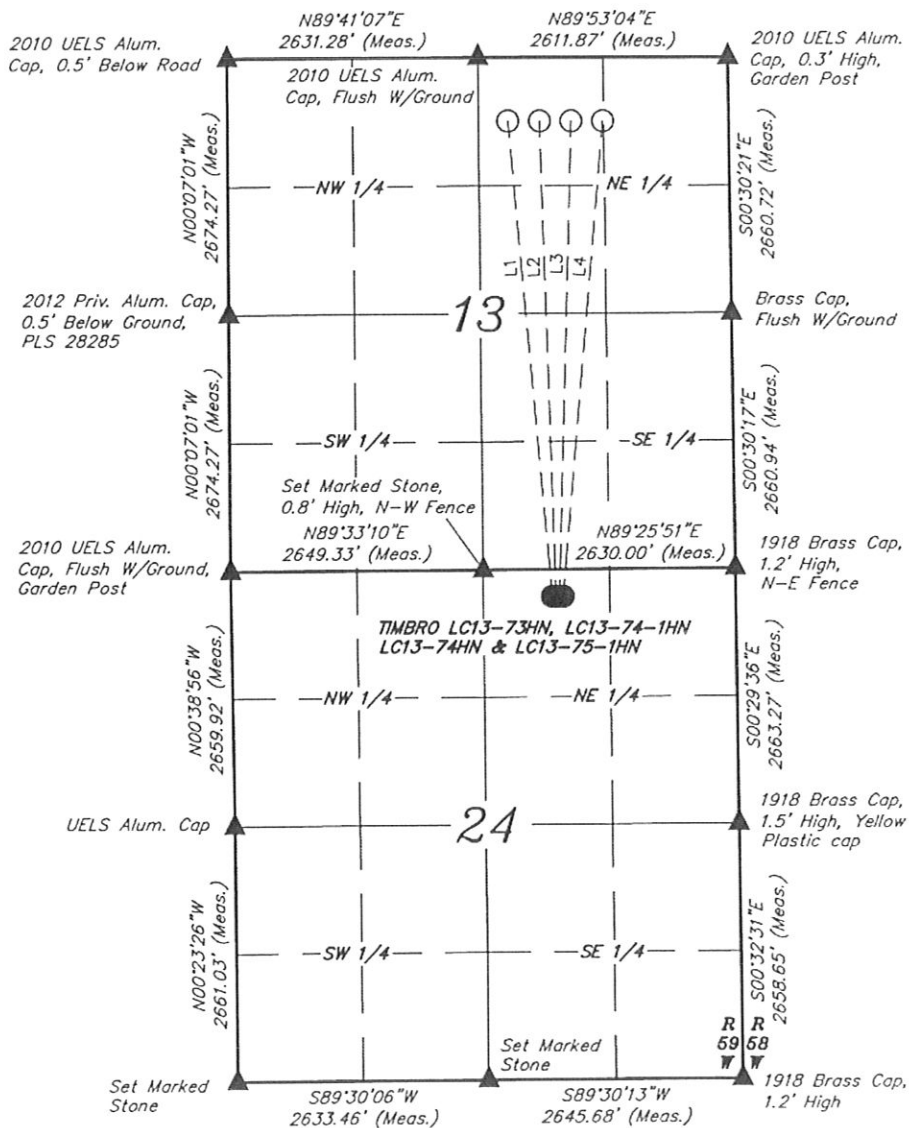 N89°41'07"E
2631.28' (Meas.)
N89°53'04"E
2611.87' (Meas.)
2010 UELS Alum.
Cap, 0.5' Below Road
2010 UELS Alum.
Cap, Flush W/Ground
2010 UELS Alum.
Cap, 0.3' High,
Garden Post
N00°07'01"W
2674.27' (Meas.)
NW 1/4
NE 1/4
S00°30'21"E
2660.72' (Meas.)
L1
L2
L3
L4
2012 Priv. Alum. Cap,
0.5' Below Ground,
PLS 28285
13
Brass Cap,
Flush W/Ground
N00°07'01"W
2674.27' (Meas.)
SW 1/4
SE 1/4
S00°30'17"E
2660.94' (Meas.)
Set Marked Stone,
0.8' High, N-W Fence
N89°33'10"E
2649.33' (Meas.)
N89°25'51"E
2630.00' (Meas.)
2010 UELS Alum.
Cap, Flush W/Ground,
Garden Post
1918 Brass Cap,
1.2' High,
N-E Fence
TIMBRO LC13-73HN, LC13-74-1HN
LC13-74HN & LC13-75-1HN
N00°38'56"W
2659.92' (Meas.)
NW 1/4
NE 1/4
S00°29'36"E
2663.27' (Meas.)
UELS Alum. Cap
24
1918 Brass Cap,
1.5' High, Yellow
Plastic cap
N00°23'26"W
2661.03' (Meas.)
SW 1/4
SE 1/4
S00°32'31"E
2658.65' (Meas.)
R R
59 58
W W
Set Marked
Stone
Set Marked
Stone
S89°30'06"W
2633.46' (Meas.)
S89°30'13"W
2645.68' (Meas.)
1918 Brass Cap,
1.2' High